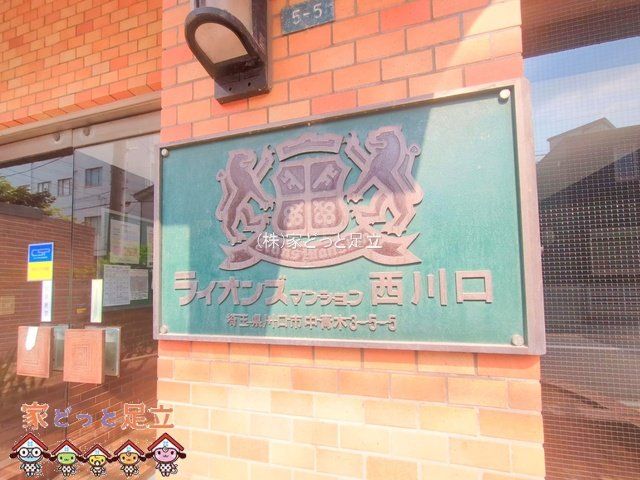 5-5
(株)家どっと足立
ライオンズマンション 西川口
埼玉県川口市中青木3-5-5
CSP
家どっと足立